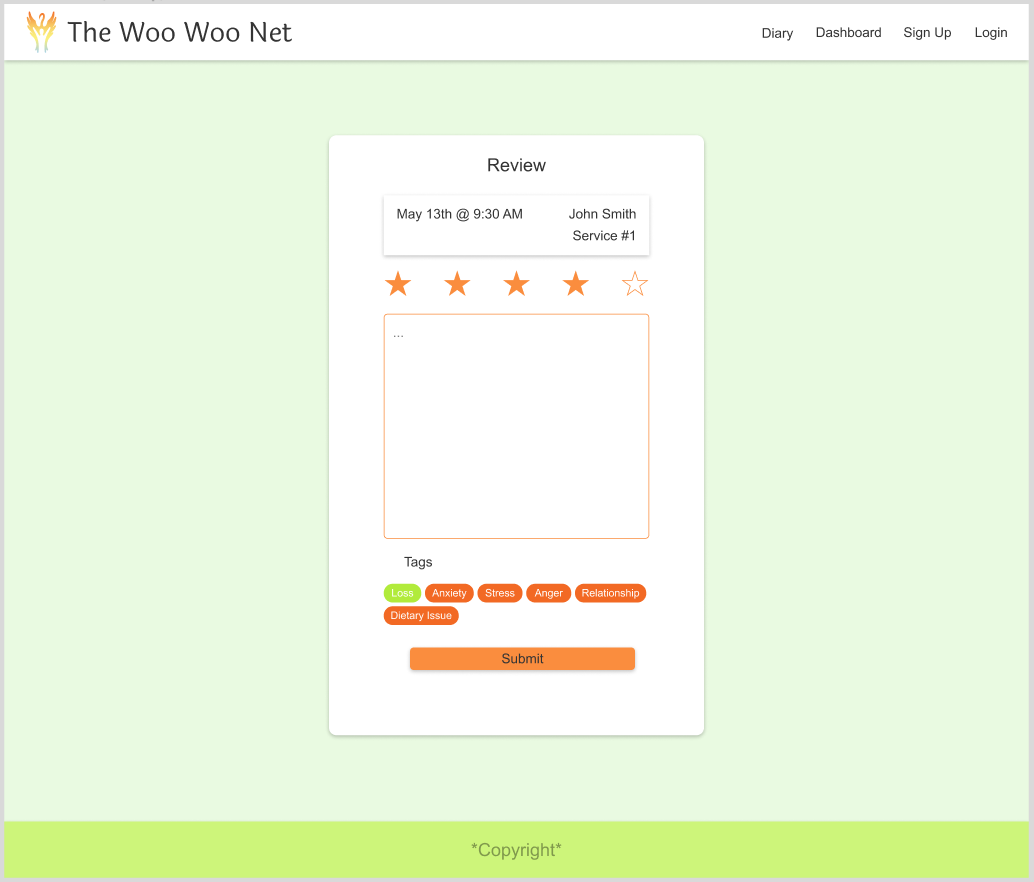 The Woo Woo Net
Diary Dashboard Sign Up Login
Review
May 13th @ 9:30 AM John Smith
Service #1
...
Tags
Loss Anxiety Stress Anger Relationship
Dietary Issue
Submit
*Copyright*